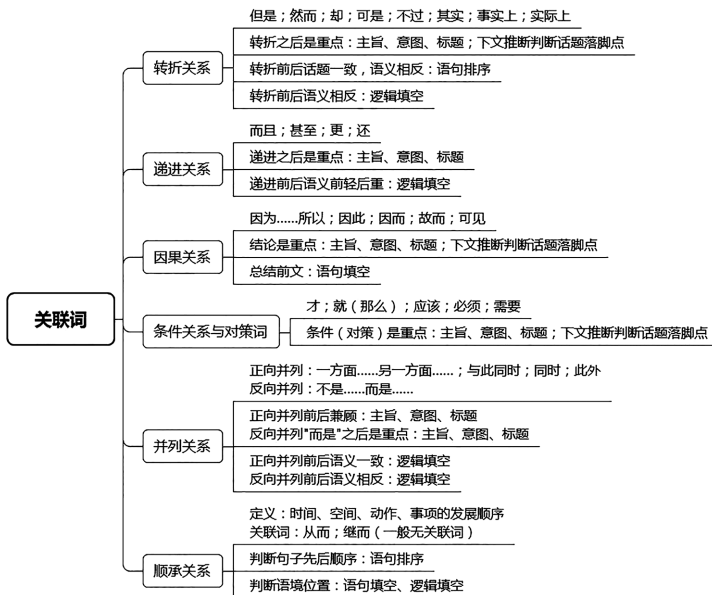 关联词
转折关系
但是；然而；却；可是；不过；其实；事实上；实际上
转折之后是重点：主旨、意图、标题；下文推断判断话题落脚点
转折前后话题一致，语义相反：语句排序
转折前后语义相反：逻辑填空
递进关系
而且；甚至；更；还
递进之后是重点：主旨、意图、标题
递进前后语义前轻后重：逻辑填空
因果关系
因为......所以；因此；因而；故而；可见
结论是重点：主旨、意图、标题；下文推断判断话题落脚点
总结前文：语句填空
条件关系与对策词
才；就（那么）；应该；必须；需要
条件（对策）是重点：主旨、意图、标题；下文推断判断话题落脚点
并列关系
正向并列：一方面......另一方面......；与此同时；同时；此外
反向并列：不是......而是......
正向并列前后兼顾：主旨、意图、标题
反向并列"而是"之后是重点：主旨、意图、标题
正向并列前后语义一致：逻辑填空
反向并列前后语义相反：逻辑填空
顺承关系
定义：时间、空间、动作、事项的发展顺序
关联词：从而；继而（一般无关联词）
判断句子先后顺序：语句排序
判断语境位置：语句填空、逻辑填空